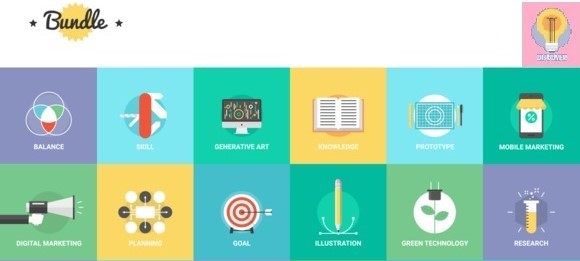 Bundle
BALANCE
SKILL
GENERATIVE ART
KNOWLEDGE
PROTOTYPE
MOBILE MARKETING
%
DIGITAL MARKETING
PLANNING
GOAL
ILLUSTRATION
GREEN TECHNOLOGY
RESEARCH